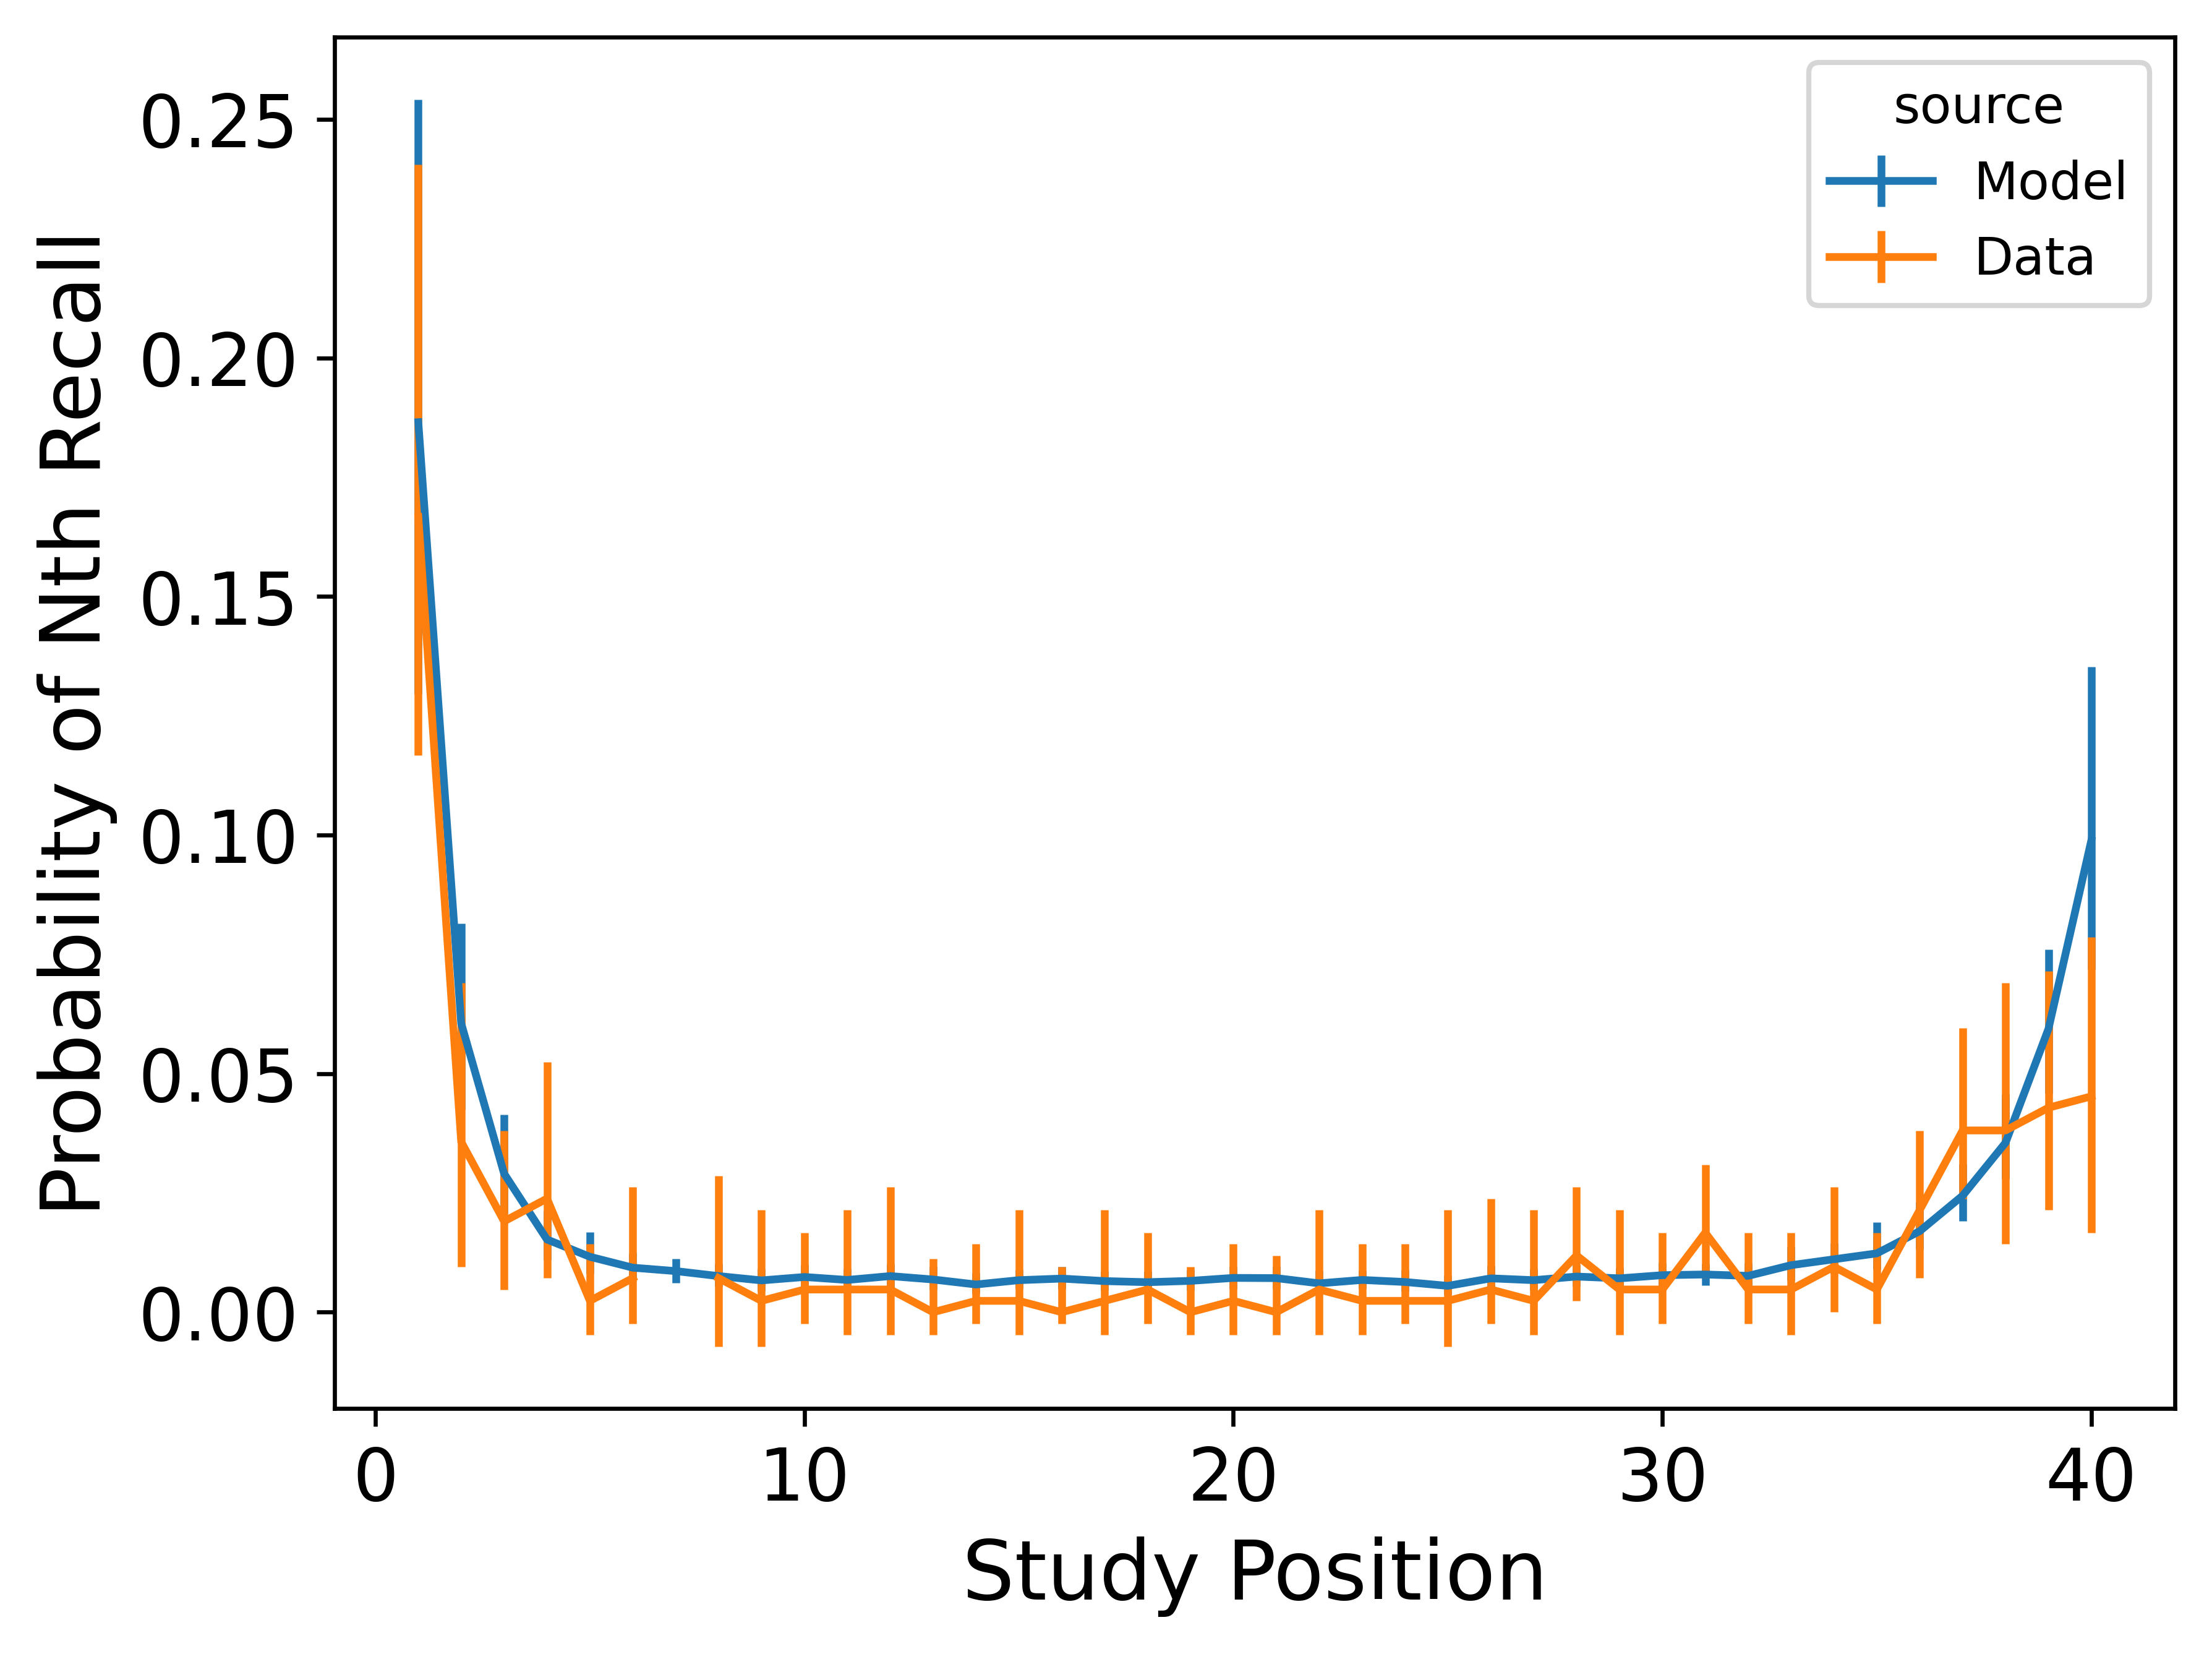 Probability of Nth Recall
0.25
0.20
0.15
0.10
0.05
0.00
source
Model
Data
0 10 20 30 40
Study Position